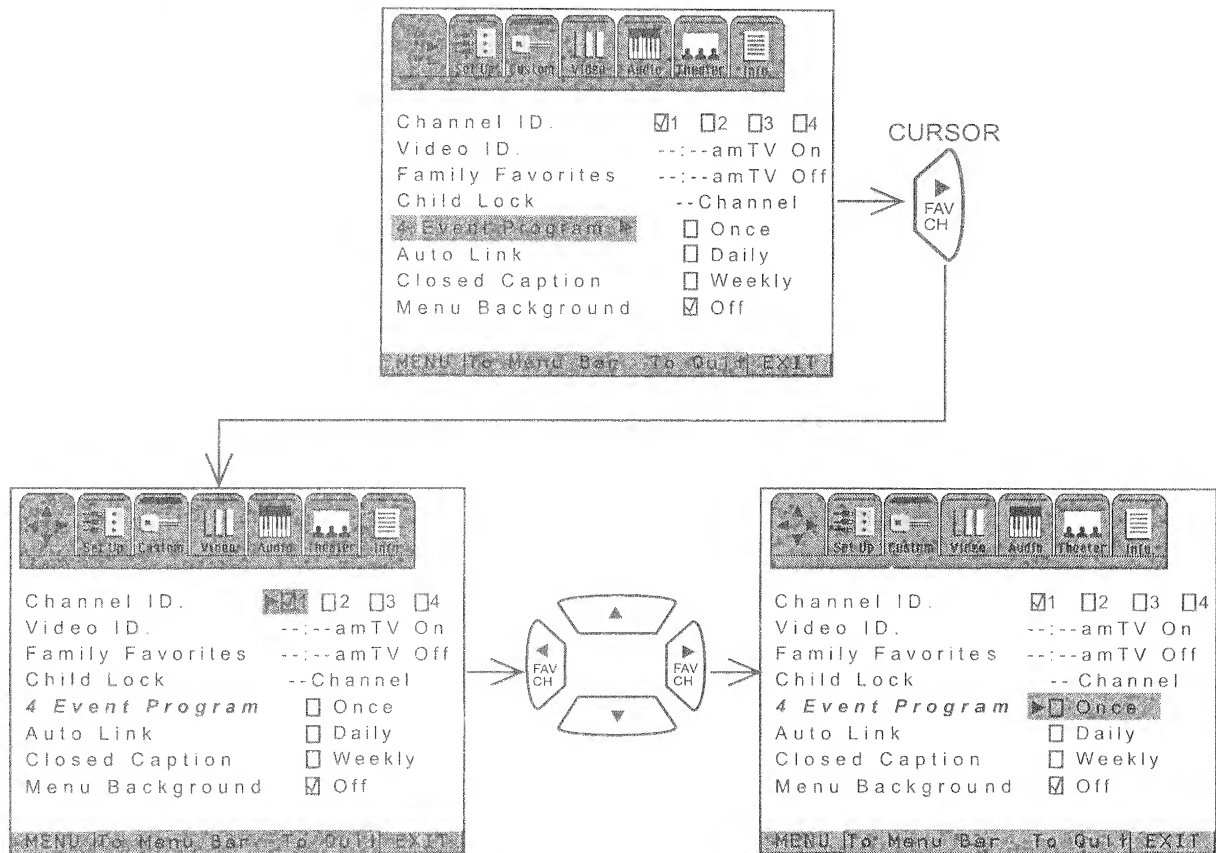 Set Up Custom Video Audio Theater Info
Channel ID. ☑1 ☐2 ☐3 ☐4
Video ID. --:--amTV On
Family Favorites --:--amTV Off
Child Lock --Channel
4 Event Program ▶ ☐ Once
Auto Link ☐ Daily
Closed Caption ☐ Weekly
Menu Background ☑ Off
MENU To Menu Bar To Quit EXIT
CURSOR
▶
FAV
CH
Set Up Custom Video Audio Theater Info
Channel ID. ▶☑1 ☐2 ☐3 ☐4
Video ID. --:--amTV On
Family Favorites --:--amTV Off
Child Lock --Channel
4 Event Program ☐ Once
Auto Link ☐ Daily
Closed Caption ☐ Weekly
Menu Background ☑ Off
MENU To Menu Bar To Quit EXIT
▲
◀
FAV
CH
▶
FAV
CH
▼
Set Up Custom Video Audio Theater Info
Channel ID. ☑1 ☐2 ☐3 ☐4
Video ID. --:--amTV On
Family Favorites --:--amTV Off
Child Lock -- Channel
4 Event Program ▶☐ Once
Auto Link ☐ Daily
Closed Caption ☐ Weekly
Menu Background ☑ Off
MENU To Menu Bar To Quit EXIT